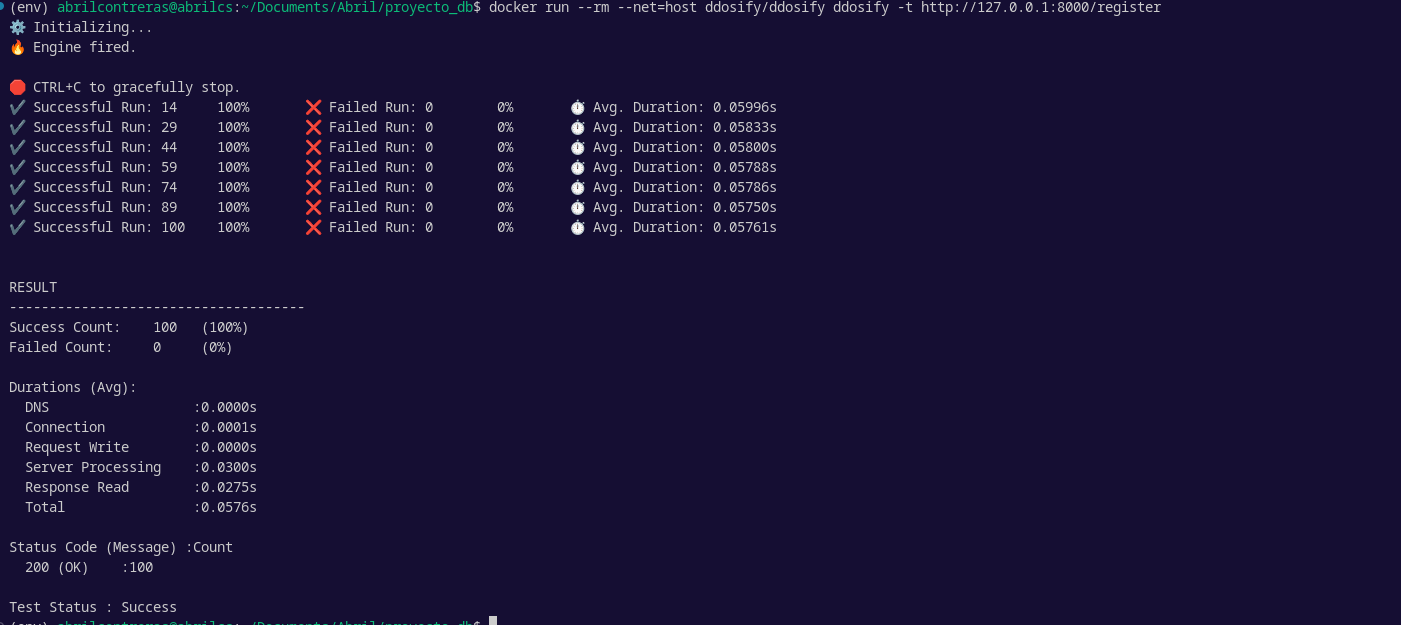 (env) abrilcontreras@abrilcs:~/Documents/Abril/proyecto_db$ docker run --rm --net=host ddosify/ddosify ddosify -t http://127.0.0.1:8000/register
⚙️ Initializing...
🔥 Engine fired.
🛑 CTRL+C to gracefully stop.
✔️ Successful Run: 14 100% ❌ Failed Run: 0 0% ⏱️ Avg. Duration: 0.05996s
✔️ Successful Run: 29 100% ❌ Failed Run: 0 0% ⏱️ Avg. Duration: 0.05833s
✔️ Successful Run: 44 100% ❌ Failed Run: 0 0% ⏱️ Avg. Duration: 0.05800s
✔️ Successful Run: 59 100% ❌ Failed Run: 0 0% ⏱️ Avg. Duration: 0.05788s
✔️ Successful Run: 74 100% ❌ Failed Run: 0 0% ⏱️ Avg. Duration: 0.05786s
✔️ Successful Run: 89 100% ❌ Failed Run: 0 0% ⏱️ Avg. Duration: 0.05750s
✔️ Successful Run: 100 100% ❌ Failed Run: 0 0% ⏱️ Avg. Duration: 0.05761s
RESULT
-------------------------------------
Success Count: 100 (100%)
Failed Count: 0 (0%)
Durations (Avg):
DNS :0.0000s
Connection :0.0001s
Request Write :0.0000s
Server Processing :0.0300s
Response Read :0.0275s
Total :0.0576s
Status Code (Message) :Count
200 (OK) :100
Test Status : Success
(env) abrilcontreras@abrilcs:~/Documents/Abril/proyecto_db$